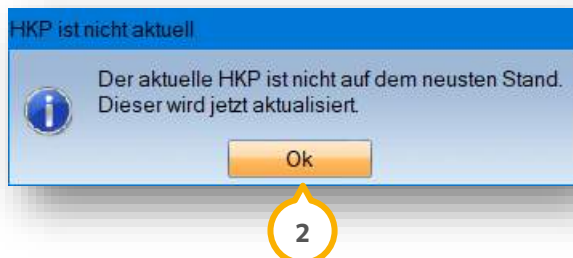 HKP ist nicht aktuell
Der aktuelle HKP ist nicht auf dem neusten Stand.
Dieser wird jetzt aktualisiert.
Ok
2